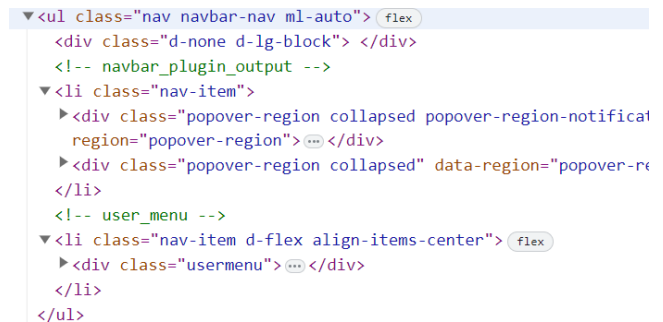 <ul class="nav navbar-nav ml-auto"> flex
<div class="d-none d-lg-block"> </div>
<!-- navbar_plugin_output -->
<li class="nav-item">
<div class="popover-region collapsed popover-region-notificat
region="popover-region"> ... </div>
<div class="popover-region collapsed" data-region="popover-re
</li>
<!-- user_menu -->
<li class="nav-item d-flex align-items-center"> flex
<div class="usermenu"> ... </div>
</li>
</ul>